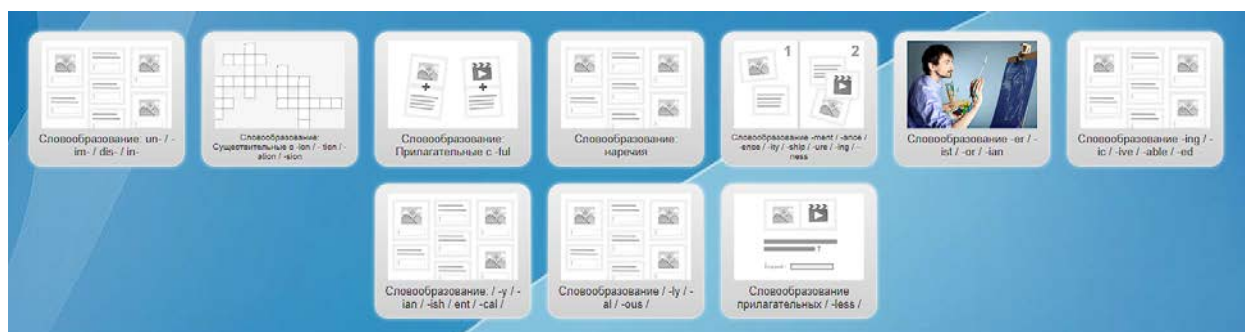 Словообразование: un- / -
im- / dis- / in-
Словообразование:
Существительные с -ion / - tion / -
ation / -sion
Словообразование:
Прилагательные с -ful
Словообразование:
наречия
1 2
Словообразование -ment / -ance /
-ence / -ity / -ship / -ure / -ing / -
ness
Словообразование -er / -
ist / -or / -ian
Словообразование -ing / -
ic / -ive / -able / -ed
Словообразование: / -y / -
ian / -ish / ent / -cal /
Словообразование / -ly / -
al / -ous /
?
Словообразование
прилагательных / -less /